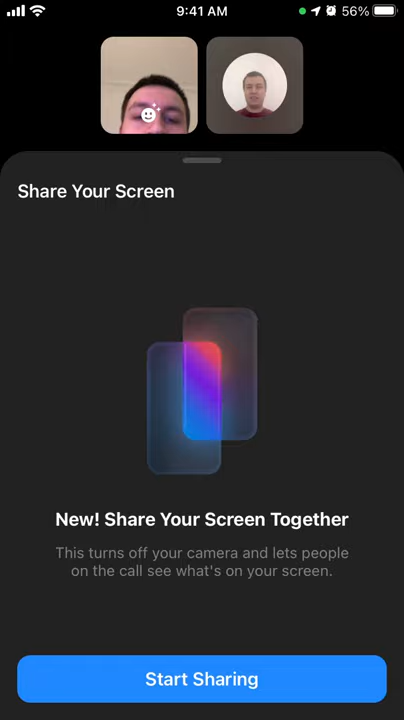 9:41 AM
56%
Share Your Screen
New! Share Your Screen Together
This turns off your camera and lets people
on the call see what's on your screen.
Start Sharing